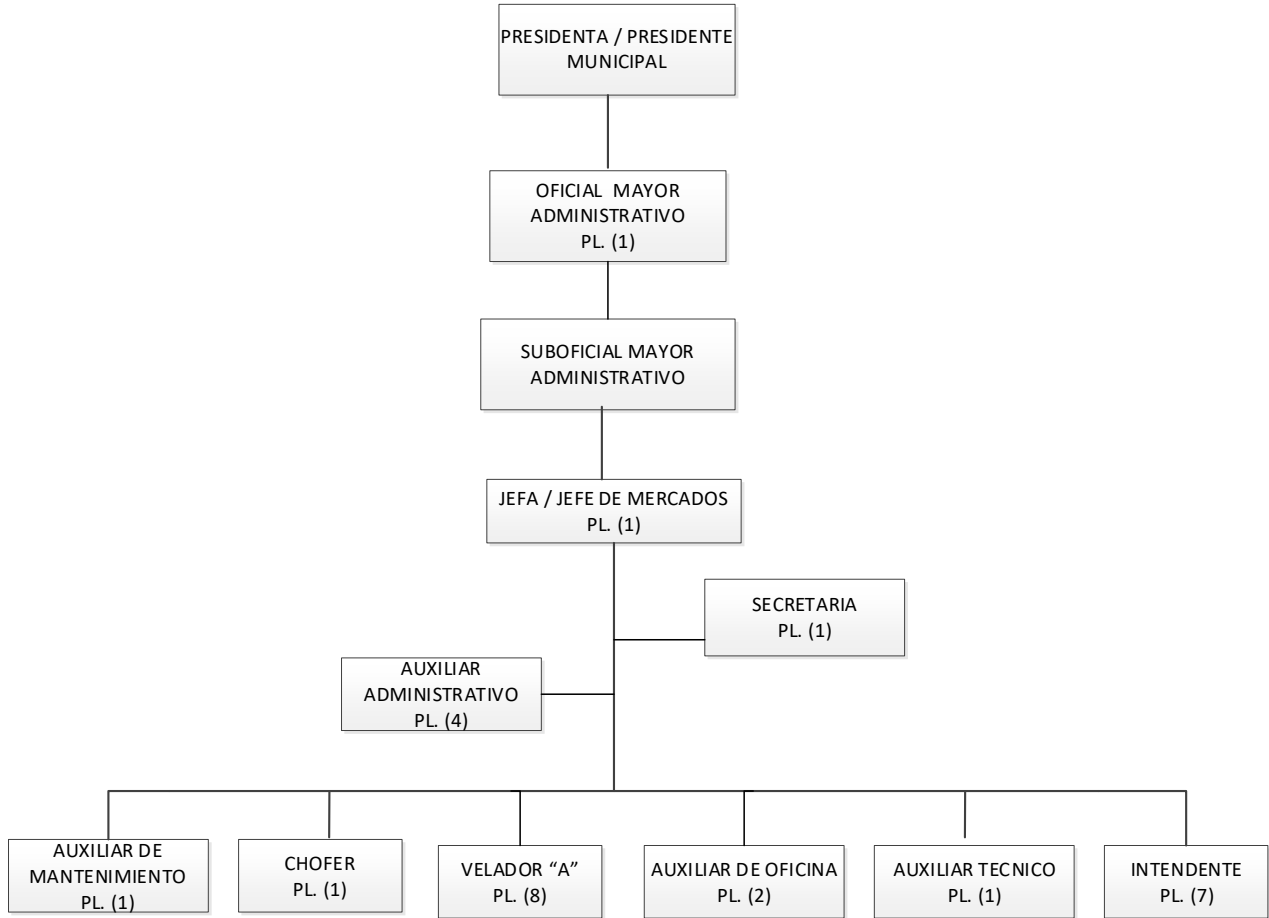 PRESIDENTA / PRESIDENTE
MUNICIPAL
OFICIAL MAYOR
ADMINISTRATIVO
PL. (1)
SUBOFICIAL MAYOR
ADMINISTRATIVO
JEFA / JEFE DE MERCADOS
PL. (1)
SECRETARIA
PL. (1)
AUXILIAR
ADMINISTRATIVO
PL. (4)
AUXILIAR DE
MANTENIMIENTO
PL. (1)
CHOFER
PL. (1)
VELADOR “A”
PL. (8)
AUXILIAR DE OFICINA
PL. (2)
AUXILIAR TECNICO
PL. (1)
INTENDENTE
PL. (7)